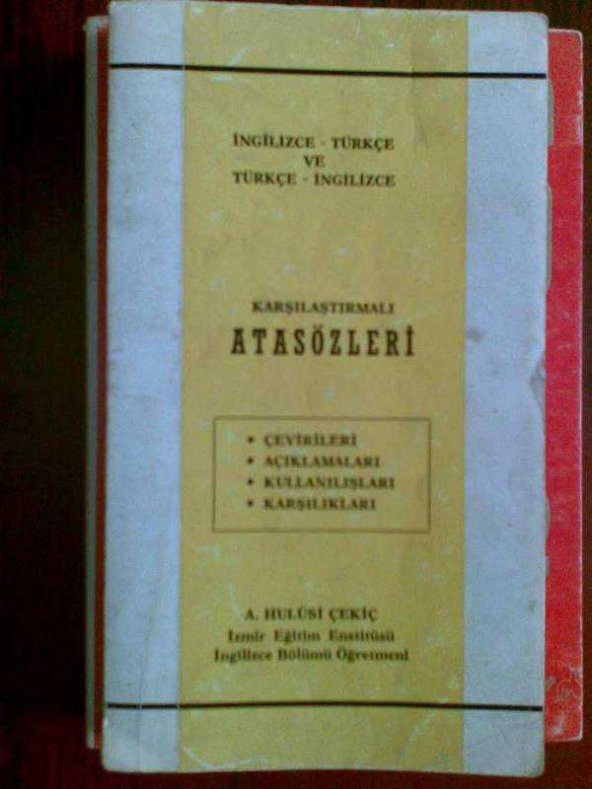 İNGİLİZCE - TÜRKÇE
VE
TÜRKÇE - İNGİLİZCE
KARŞILAŞTIRMALI
ATASÖZLERİ
• ÇEVİRİLERİ
• AÇIKLAMALARI
• KULLANILIŞLARI
• KARŞILIKLARI
A. HULÛSİ ÇEKİÇ
İzmir Eğitim Enstitüsü
İngilizce Bölümü Öğretmeni